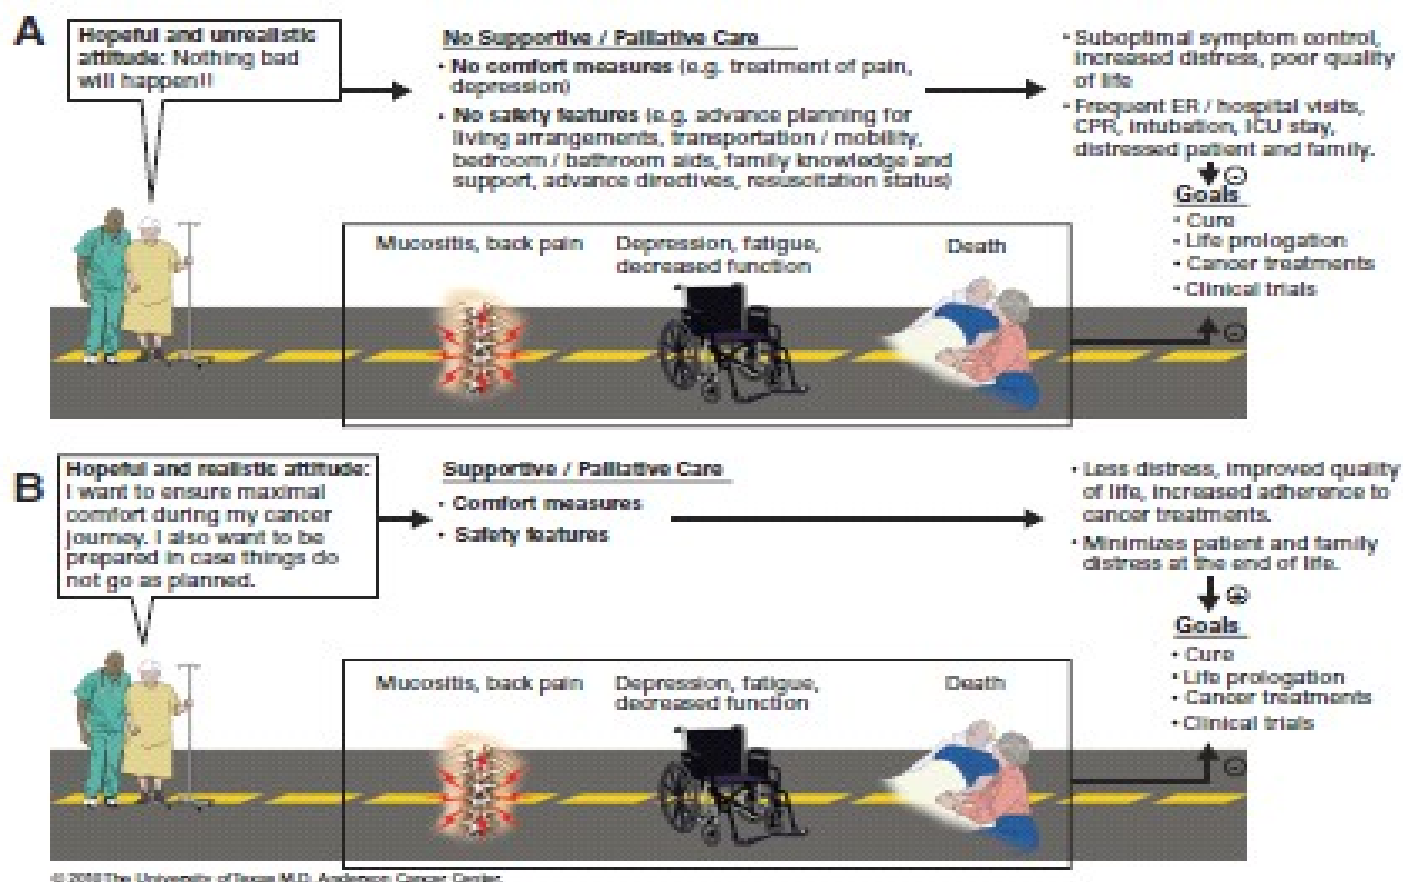 A
Hopeful and unrealistic
attitude: Nothing bad
will happen!!
No Supportive / Palliative Care
• No comfort measures (e.g. treatment of pain,
depression)
• No safety features (e.g. advance planning for
living arrangements, transportation / mobility,
bedroom / bathroom aids, family knowledge and
support, advance directives, resuscitation status)
• Suboptimal symptom control,
increased distress, poor quality
of life
• Frequent ER / hospital visits,
CPR, intubation, ICU stay,
distressed patient and family.
-
Goals
• Cure
• Life prologation
• Cancer treatments
• Clinical trials
-
Mucositis, back pain
Depression, fatigue,
decreased function
Death
B
Hopeful and realistic attitude:
I want to ensure maximal
comfort during my cancer
journey. I also want to be
prepared in case things do
not go as planned.
Supportive / Palliative Care
• Comfort measures
• Safety features
• Less distress, improved quality
of life, increased adherence to
cancer treatments.
• Minimizes patient and family
distress at the end of life.
Goals
• Cure
• Life prologation
• Cancer treatments
• Clinical trials
-
Mucositis, back pain
Depression, fatigue,
decreased function
Death
The University of Texas M.D. Anderson Cancer Center.